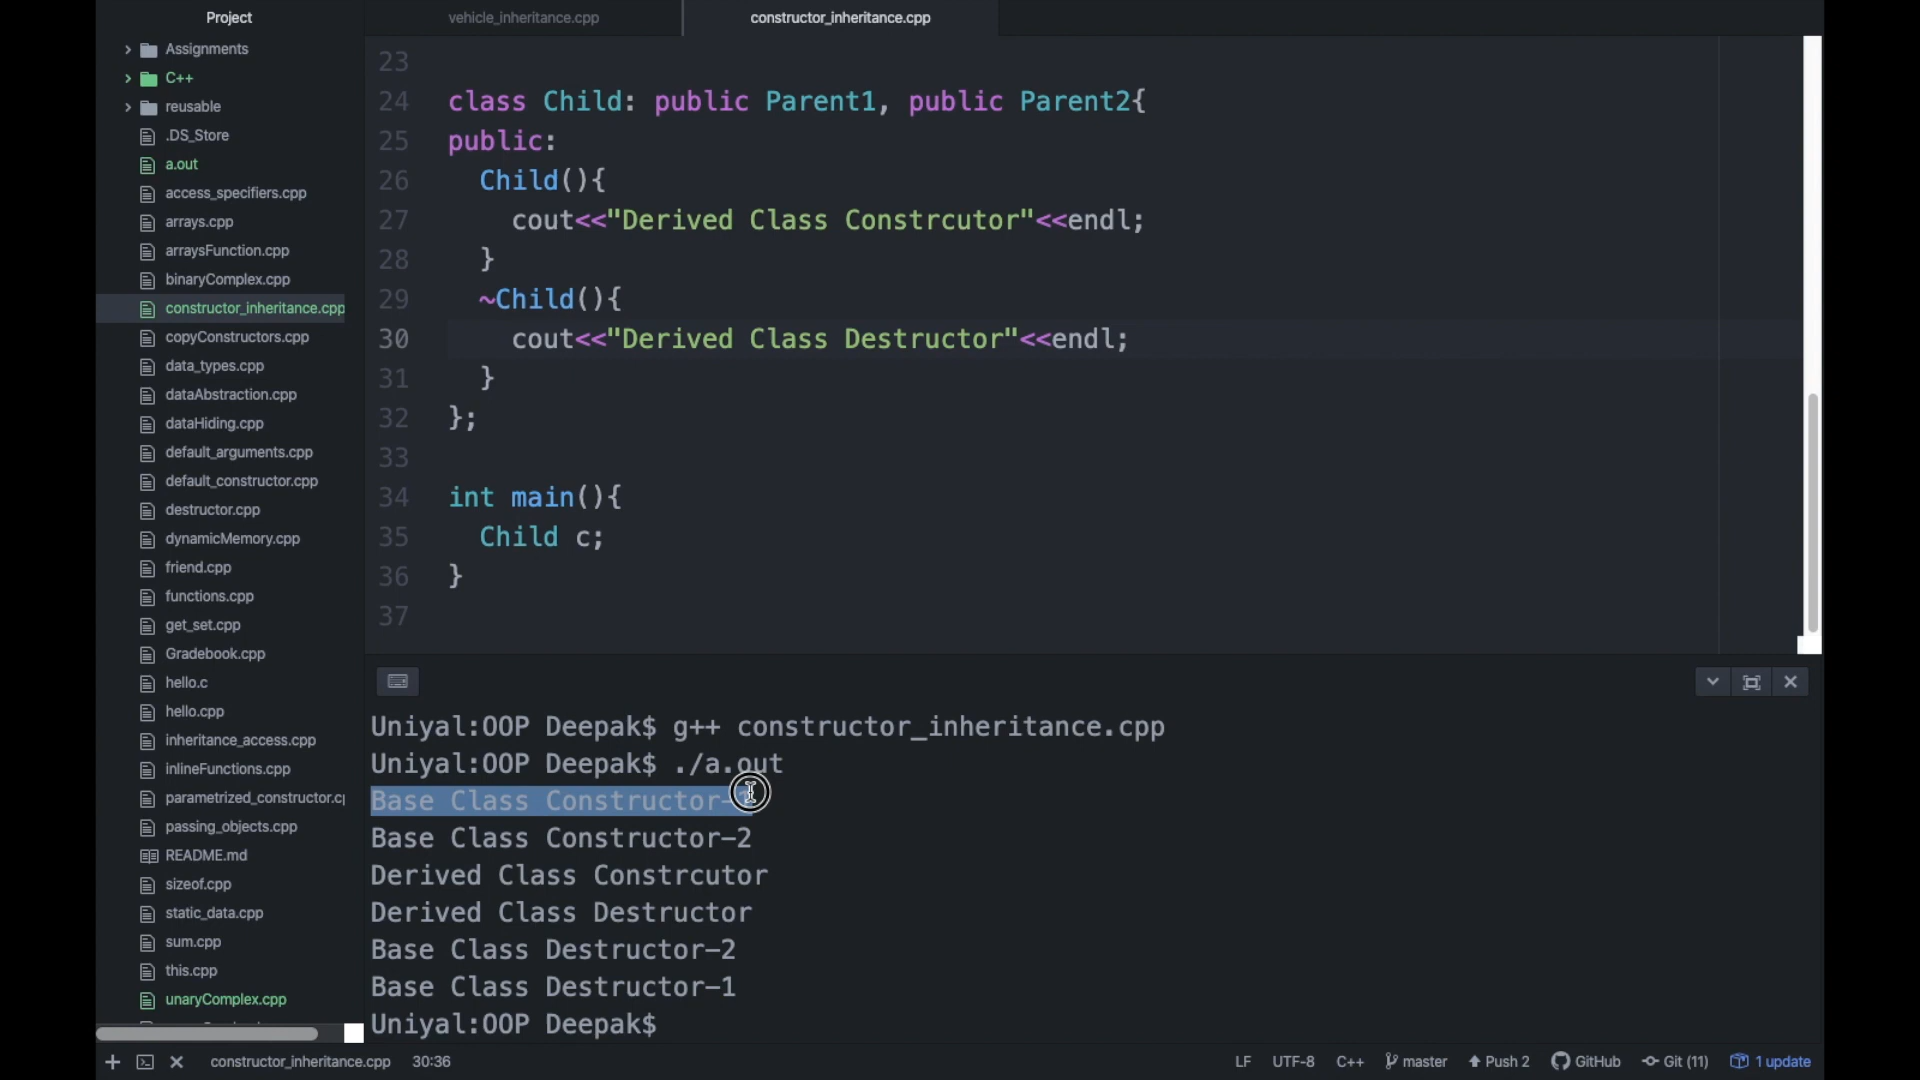 Project
vehicle_inheritance.cpp
constructor_inheritance.cpp
Assignments
C++
reusable
.DS_Store
a.out
access_specifiers.cpp
arrays.cpp
arraysFunction.cpp
binaryComplex.cpp
constructor_inheritance.cpp
copyConstructors.cpp
data_types.cpp
dataAbstraction.cpp
dataHiding.cpp
default_arguments.cpp
default_constructor.cpp
destructor.cpp
dynamicMemory.cpp
friend.cpp
functions.cpp
get_set.cpp
Gradebook.cpp
hello.c
hello.cpp
inheritance_access.cpp
inlineFunctions.cpp
parametrized_constructor.c
passing_objects.cpp
README.md
sizeof.cpp
static_data.cpp
sum.cpp
this.cpp
unaryComplex.cpp
23
24 class Child: public Parent1, public Parent2{
25 public:
26 Child(){
27 cout<<"Derived Class Constrcutor"<<endl;
28 }
29 ~Child(){
30 cout<<"Derived Class Destructor"<<endl;
31 }
32 };
33
34 int main(){
35 Child c;
36 }
37
Uniyal:OOP Deepak$ g++ constructor_inheritance.cpp
Uniyal:OOP Deepak$ ./a.out
Base Class Constructor-
Base Class Constructor-2
Derived Class Constrcutor
Derived Class Destructor
Base Class Destructor-2
Base Class Destructor-1
Uniyal:OOP Deepak$
constructor_inheritance.cpp 30:36
LF UTF-8 C++ master Push 2 GitHub Git (11) 1 update